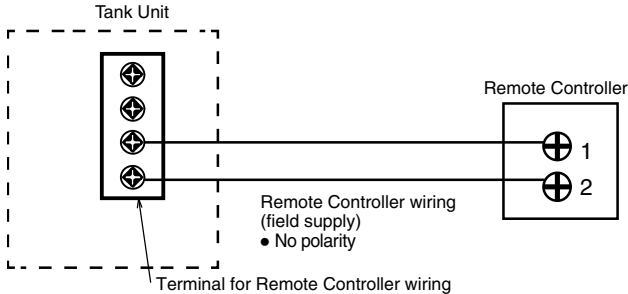 Tank Unit
Remote Controller
1
2
Remote Controller wiring
(field supply)
● No polarity
Terminal for Remote Controller wiring